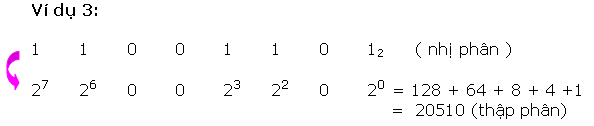 Ví dụ 3:
1 1 0 0 1 1 0 1₂ ( nhị phân )
2⁷ 2⁶ 0 0 2³ 2² 0 2⁰ = 128 + 64 + 8 + 4 +1
= 20510 (thập phân)